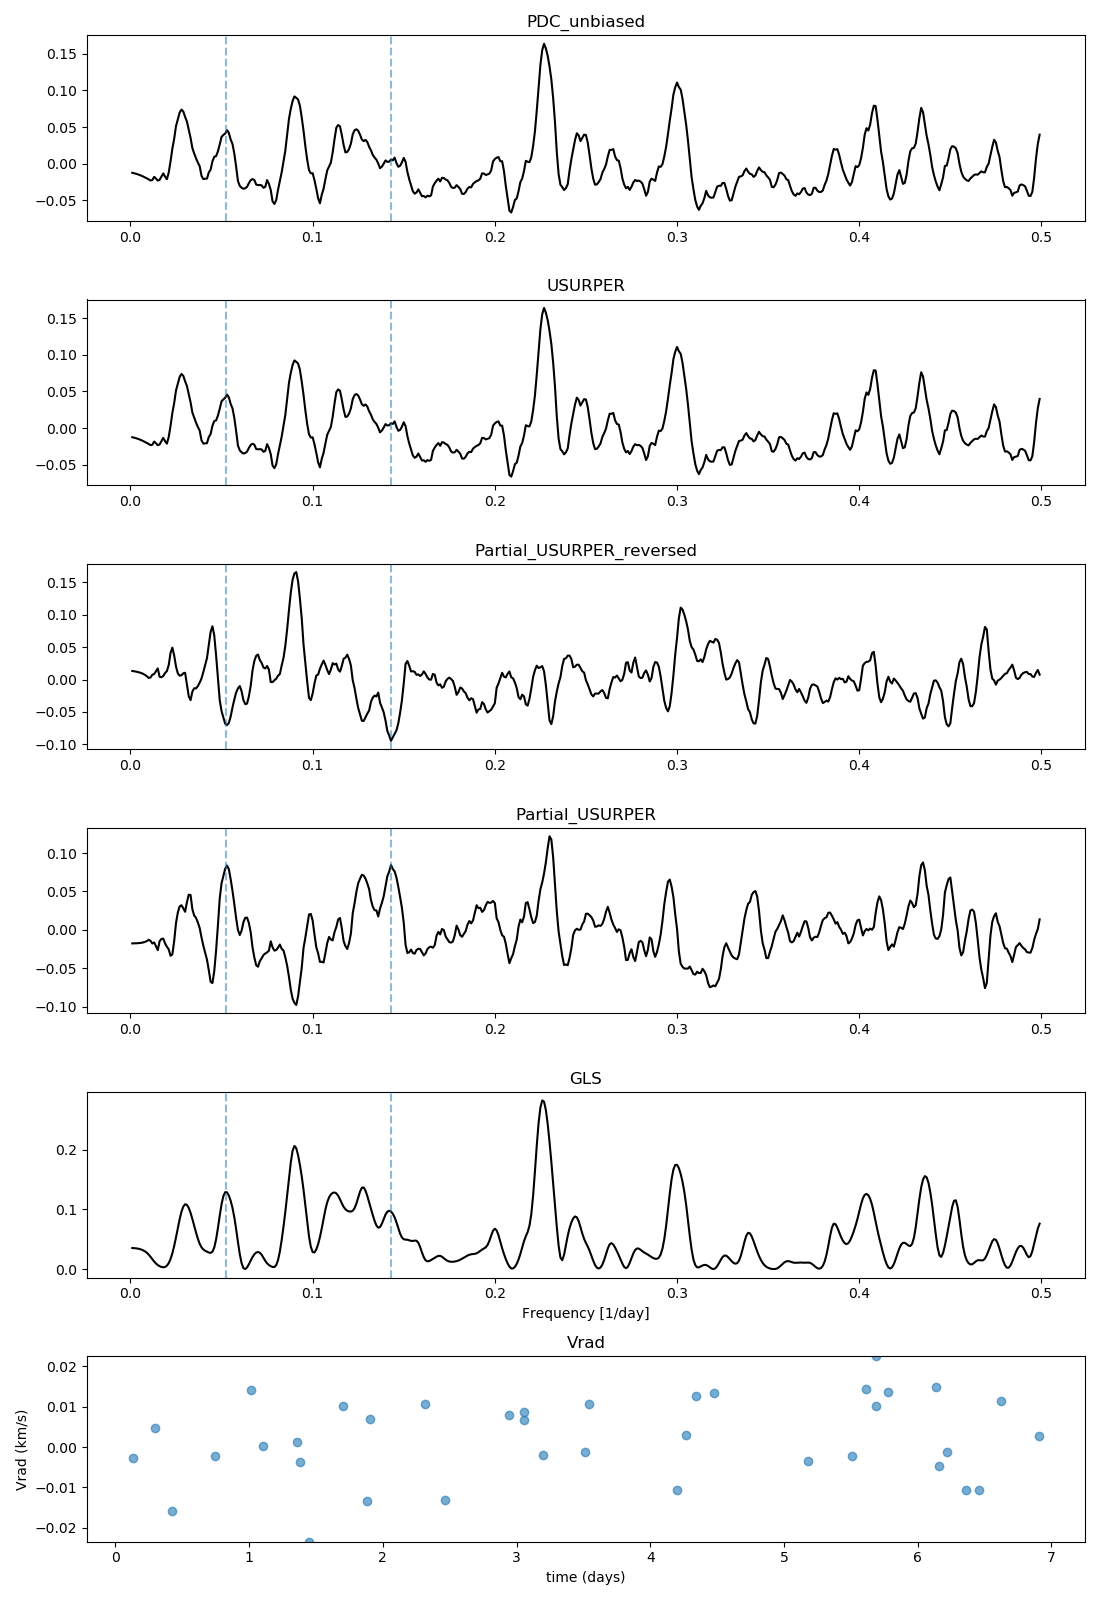 PDC_unbiased
0.15
0.10
0.05
0.00
−0.05
0.0 0.1 0.2 0.3 0.4 0.5
USURPER
0.15
0.10
0.05
0.00
−0.05
0.0 0.1 0.2 0.3 0.4 0.5
Partial_USURPER_reversed
0.15
0.10
0.05
0.00
−0.05
−0.10
0.0 0.1 0.2 0.3 0.4 0.5
Partial_USURPER
0.10
0.05
0.00
−0.05
−0.10
0.0 0.1 0.2 0.3 0.4 0.5
GLS
0.2
0.1
0.0
0.0 0.1 0.2 0.3 0.4 0.5
Frequency [1/day]
Vrad
Vrad (km/s)
0.02
0.01
0.00
−0.01
−0.02
0 1 2 3 4 5 6 7
time (days)